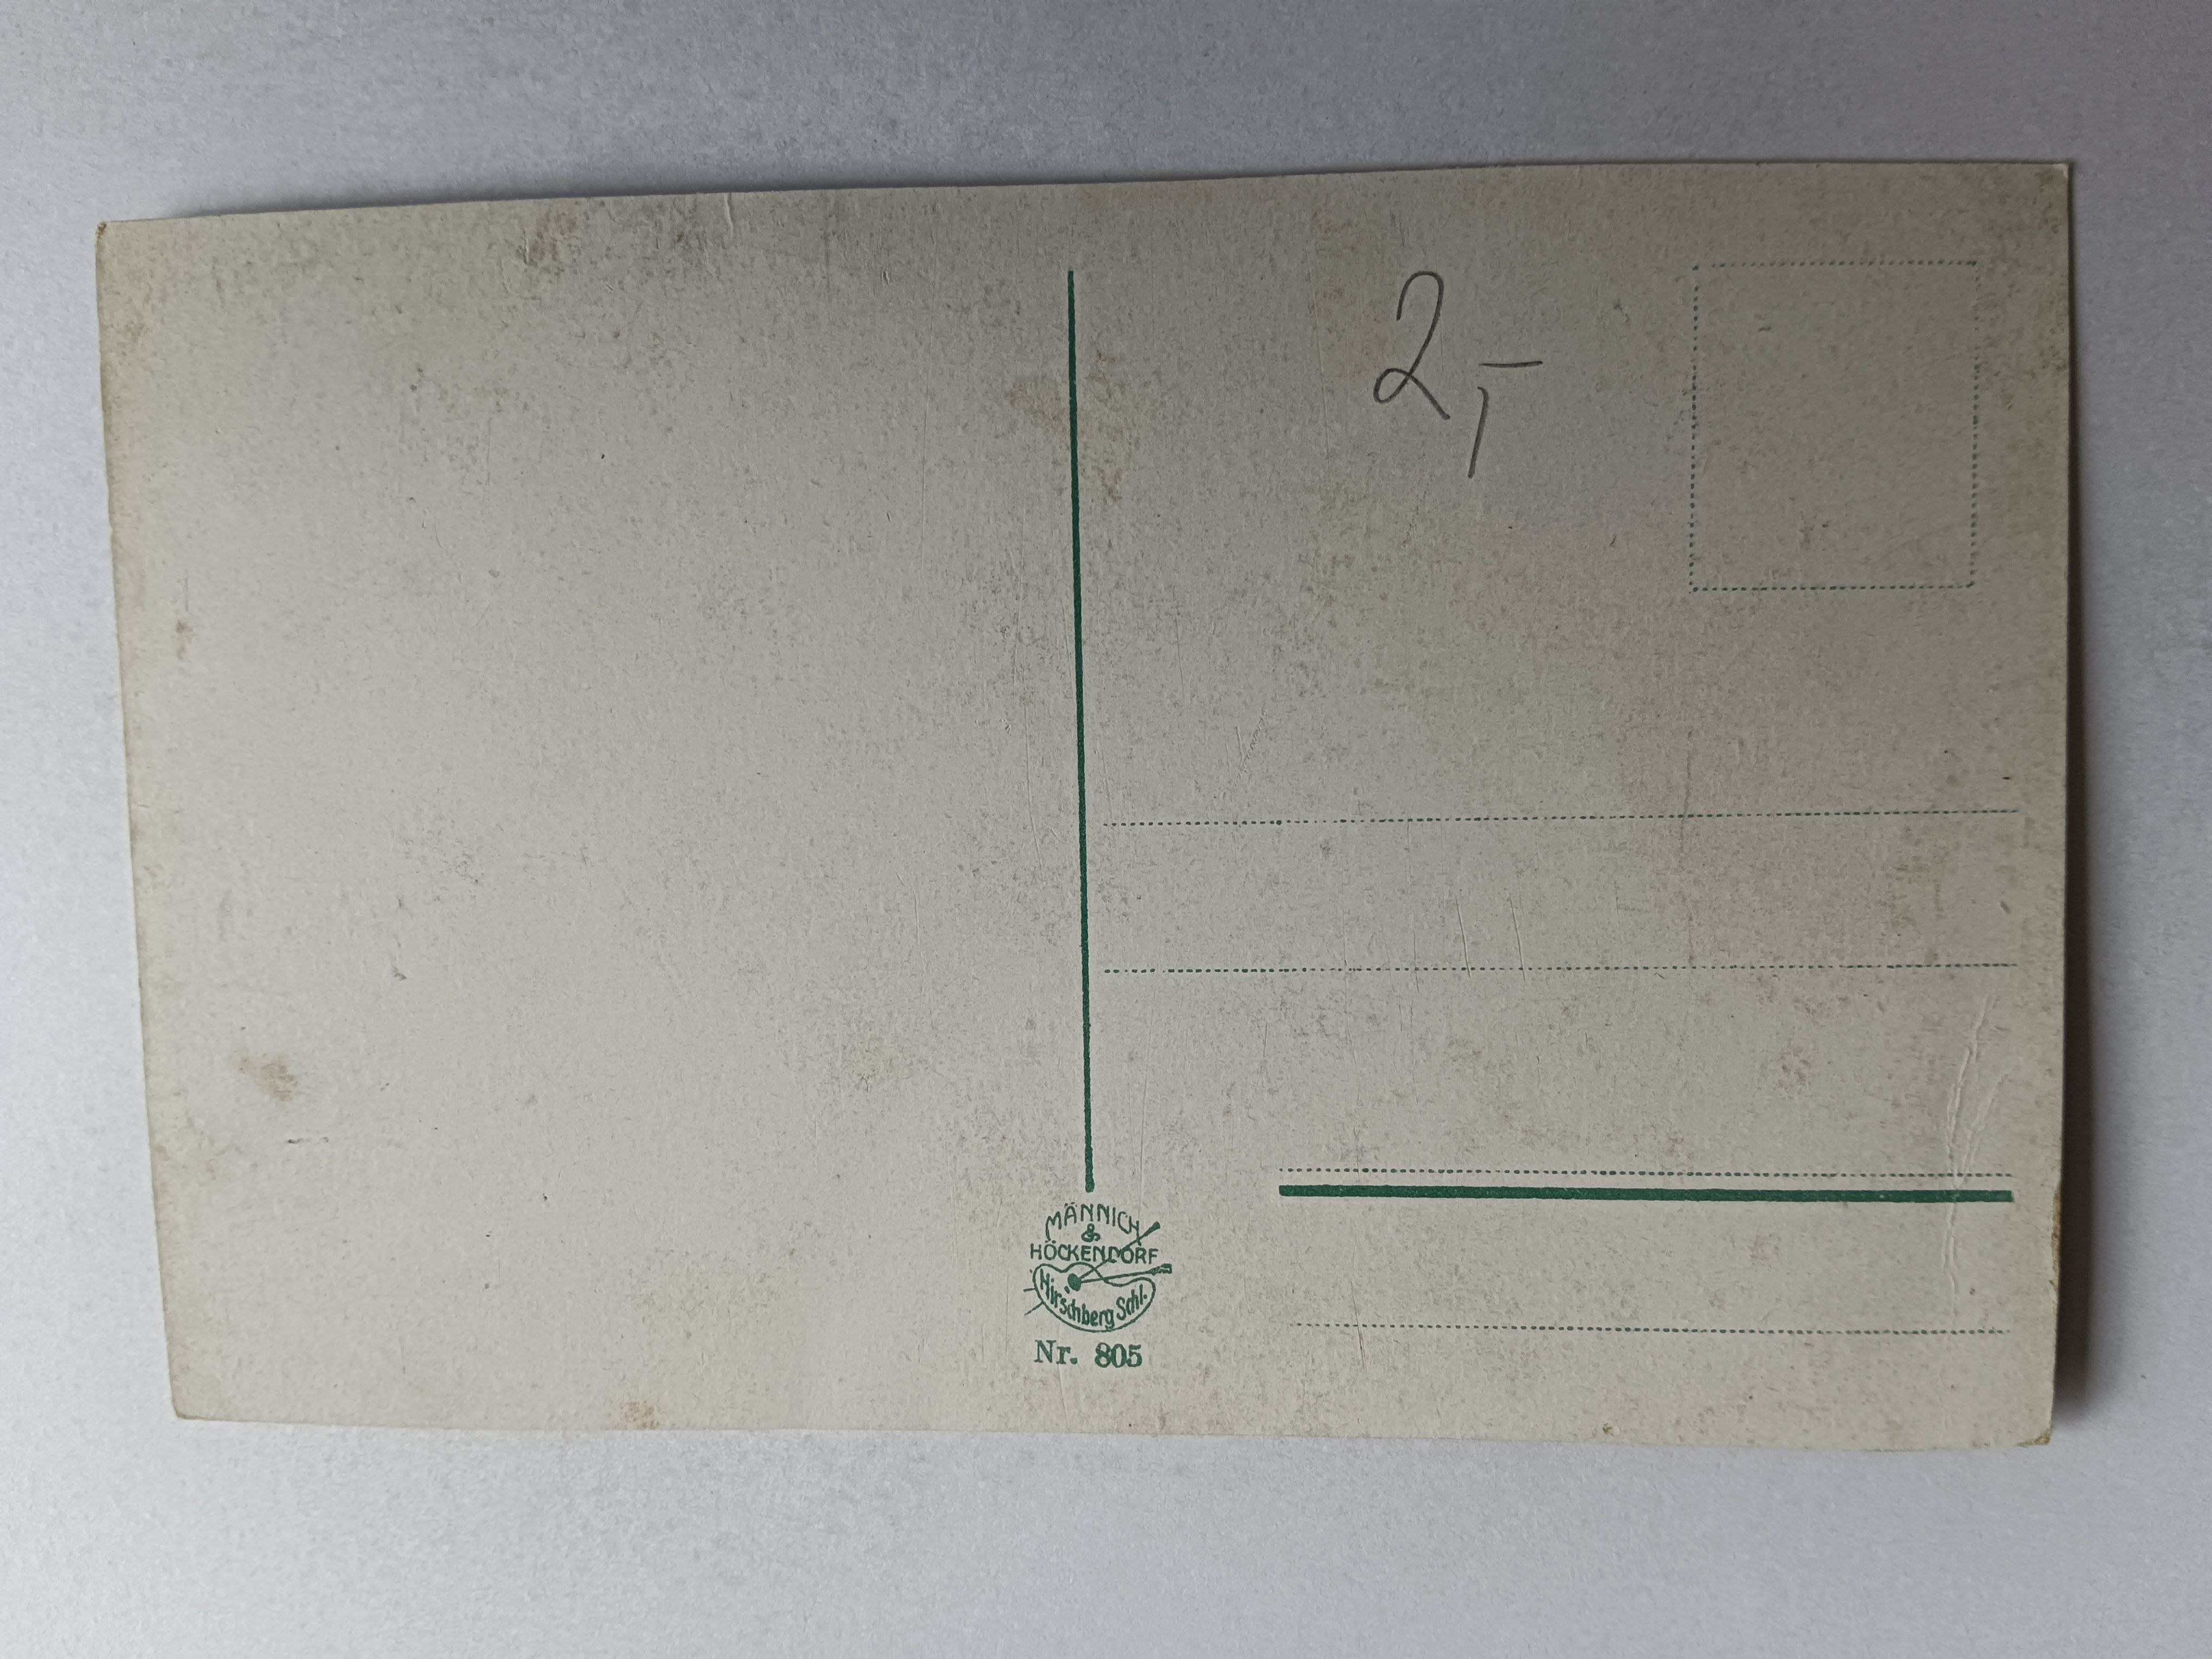 2,-
MÄNNICH
&
HÖCKENDORF
Hirschberg Schl.
Nr. 805